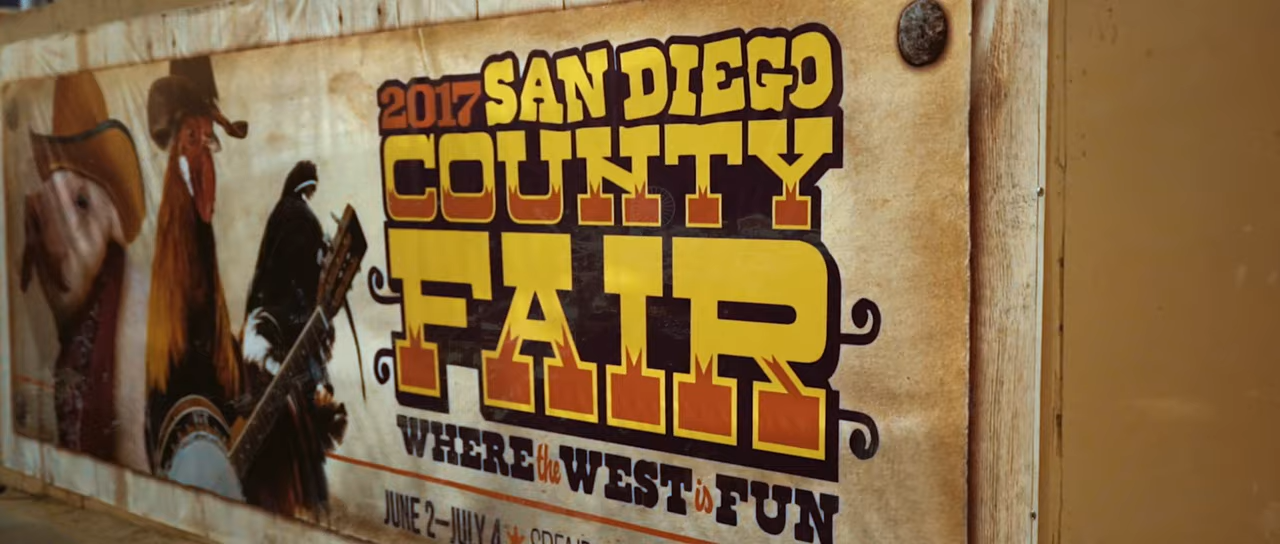 2017 SAN DIEGO
COUNTY
FAIR
WHERE the WEST is FUN
JUNE 2–JULY 4